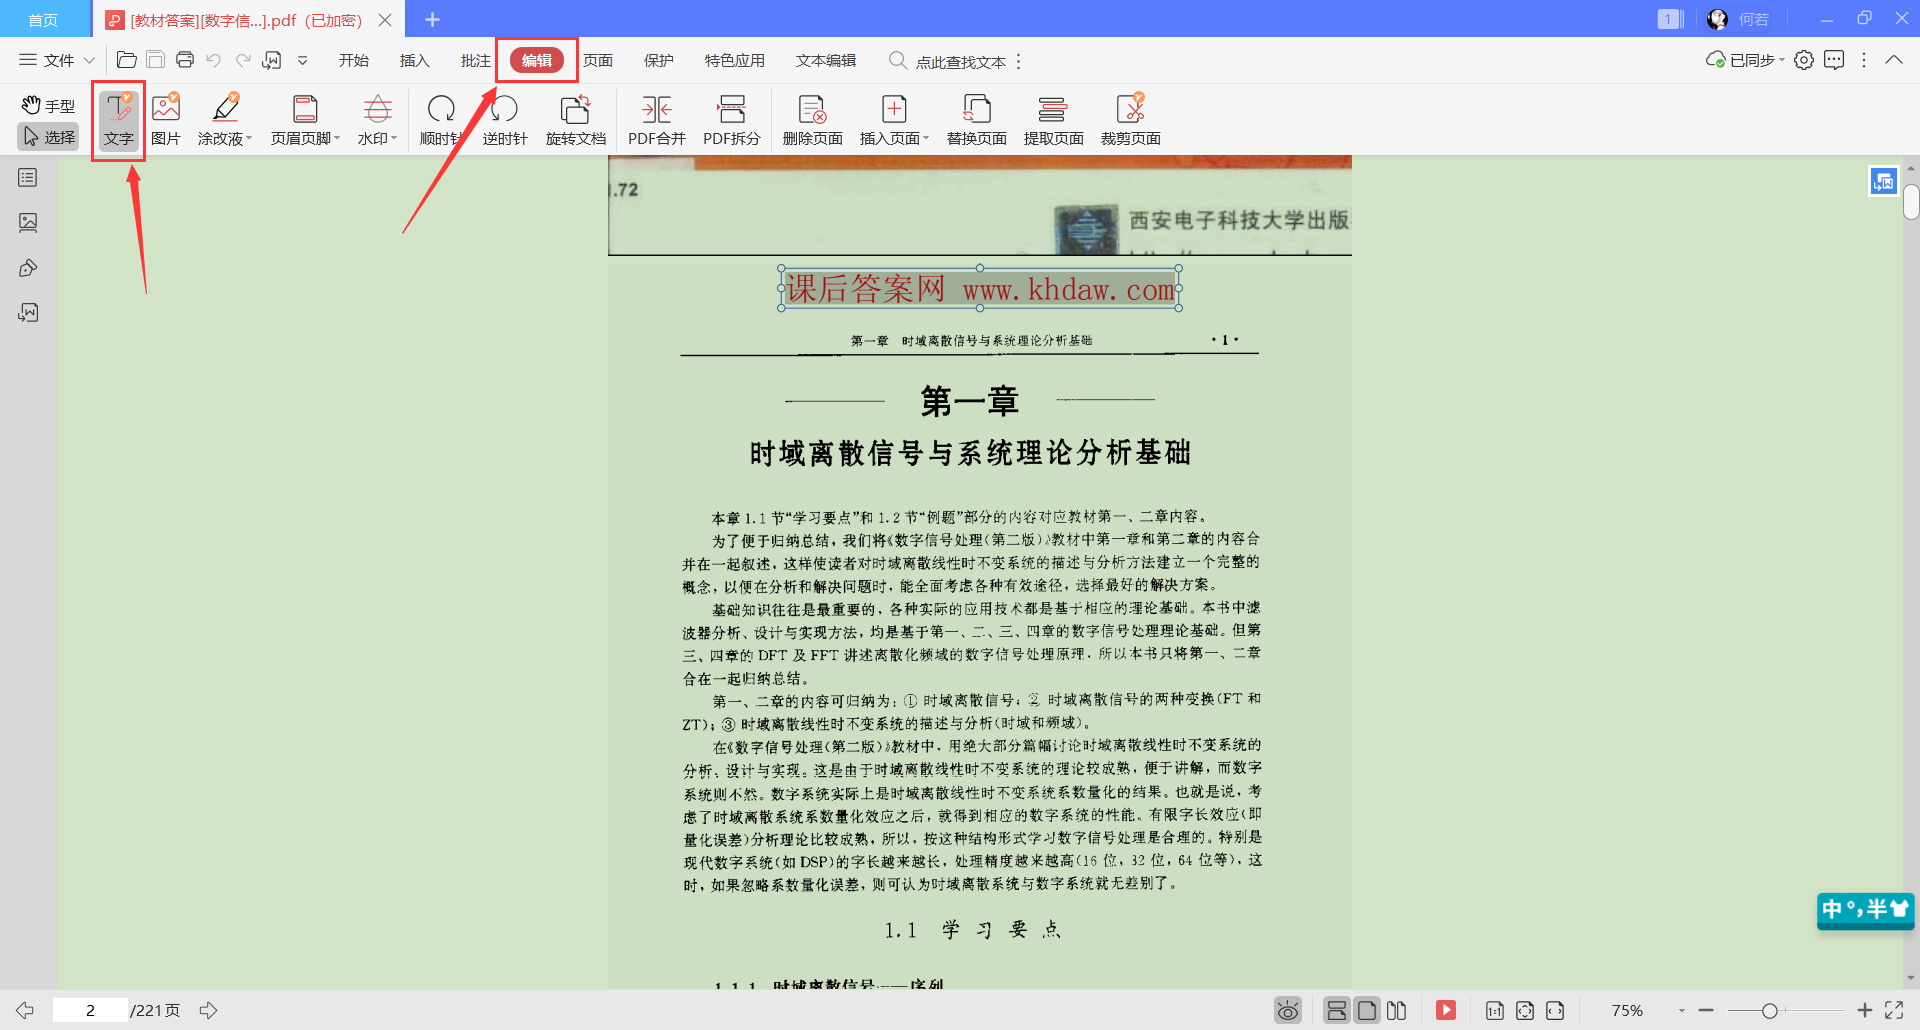 首页
[教材答案][数字信...].pdf（已加密）
1
何若
文件
开始
插入
批注
编辑
页面
保护
特色应用
文本编辑
点此查找文本
已同步
手型
选择
文字
图片
涂改液
页眉页脚
水印
顺时针
逆时针
旋转文档
PDF合并
PDF拆分
删除页面
插入页面
替换页面
提取页面
裁剪页面
1.72
西安电子科技大学出版
课后答案网 www.khdaw.com
第一章 时域离散信号与系统理论分析基础 ·1·
第一章
时域离散信号与系统理论分析基础
本章 1.1 节“学习要点”和 1.2 节“例题”部分的内容对应教材第一、二章内容。
为了便于归纳总结，我们将《数字信号处理(第二版)》教材中第一章和第二章的内容合
并在一起叙述，这样使读者对时域离散线性时不变系统的描述与分析方法建立一个完整的
概念，以便在分析和解决问题时，能全面考虑各种有效途径，选择最好的解决方案。
基础知识往往是最重要的，各种实际的应用技术都是基于相应的理论基础。本书中滤
波器分析、设计与实现方法，均是基于第一、二、三、四章的数字信号处理理论基础。但第
三、四章的 DFT 及 FFT 讲述离散化频域的数字信号处理原理，所以本书只将第一、二章
合在一起归纳总结。
第一、二章的内容可归纳为：① 时域离散信号；② 时域离散信号的两种变换(FT 和
ZT)；③ 时域离散线性时不变系统的描述与分析(时域和频域)。
在《数字信号处理(第二版)》教材中，用绝大部分篇幅讨论时域离散线性时不变系统的
分析、设计与实现。这是由于时域离散线性时不变系统的理论较成熟，便于讲解，而数字
系统则不然。数字系统实际上是时域离散线性时不变系统系数量化的结果。也就是说，考
虑了时域离散系统系数量化效应之后，就得到相应的数字系统的性能。有限字长效应(即
量化误差)分析理论比较成熟，所以，按这种结构形式学习数字信号处理是合理的。特别是
现代数字系统(如 DSP)的字长越来越长，处理精度越来越高(16 位，32 位，64 位等)，这
时，如果忽略系数量化误差，则可认为时域离散系统与数字系统就无差别了。
1.1 学习要点
1.1.1 时域离散信号——序列
中 °，半
2 /221页
75%